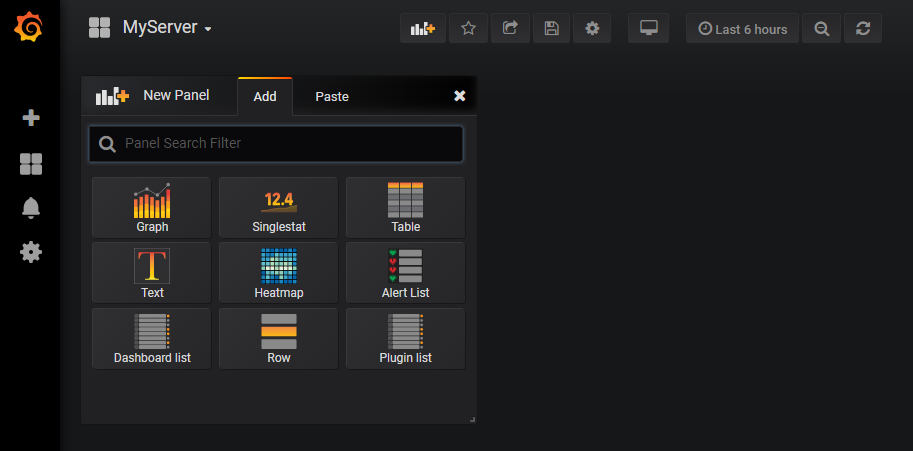 MyServer
Last 6 hours
New Panel Add Paste
Panel Search Filter
12.4
Graph Singlestat Table
T
Text Heatmap Alert List
Dashboard list Row Plugin list